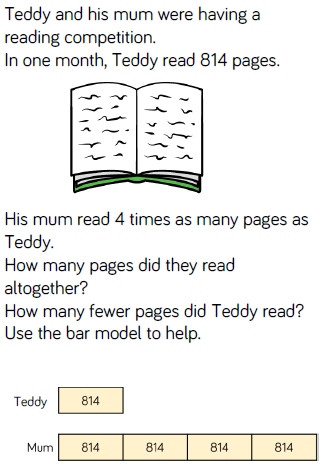 Teddy and his mum were having a
reading competition.
In one month, Teddy read 814 pages.
His mum read 4 times as many pages as
Teddy.
How many pages did they read
altogether?
How many fewer pages did Teddy read?
Use the bar model to help.
Teddy 814
Mum 814 814 814 814